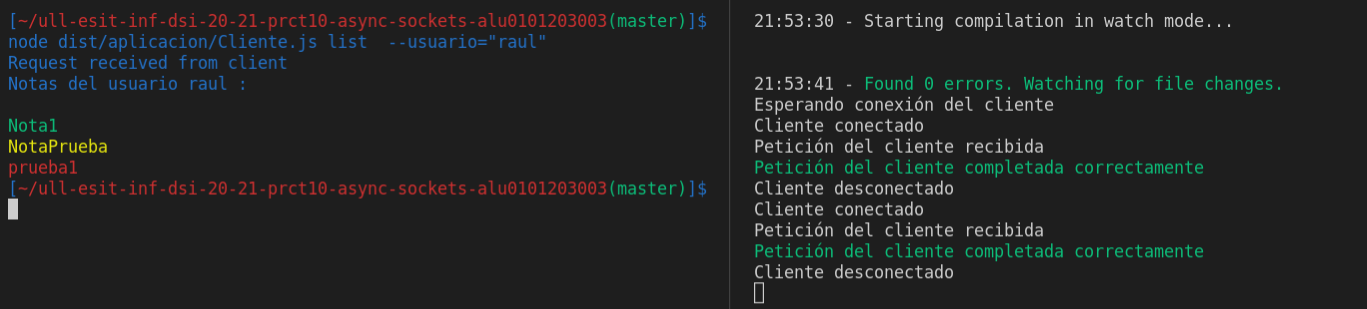 [~/ull-esit-inf-dsi-20-21-prct10-async-sockets-alu0101203003(master)]$
node dist/aplicacion/Cliente.js list  --usuario="raul"
Request received from client
Notas del usuario raul :
Nota1
NotaPrueba
prueba1
[~/ull-esit-inf-dsi-20-21-prct10-async-sockets-alu0101203003(master)]$
21:53:30 - Starting compilation in watch mode...
21:53:41 - Found 0 errors. Watching for file changes.
Esperando conexión del cliente
Cliente conectado
Petición del cliente recibida
Petición del cliente completada correctamente
Cliente desconectado
Cliente conectado
Petición del cliente recibida
Petición del cliente completada correctamente
Cliente desconectado